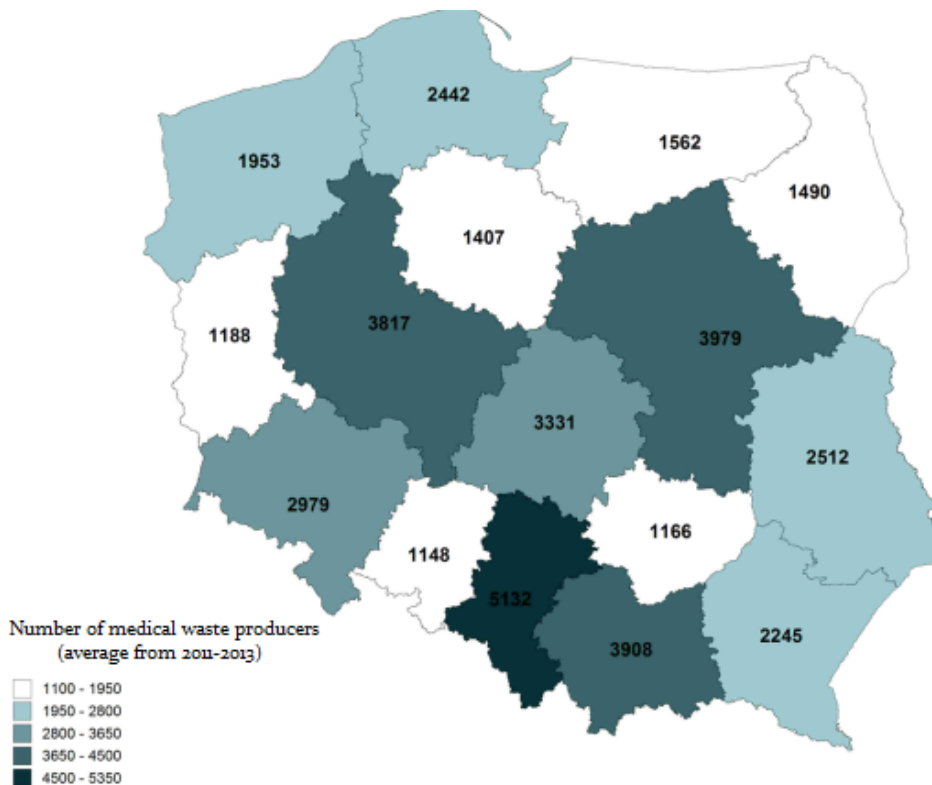 2442
1562
1953
1490
1407
3817
1188
3979
3331
2512
2979
1166
1148
5132
2245
3908
Number of medical waste producers
(average from 2011-2013)
1100 - 1950
1950 - 2800
2800 - 3650
3650 - 4500
4500 - 5350